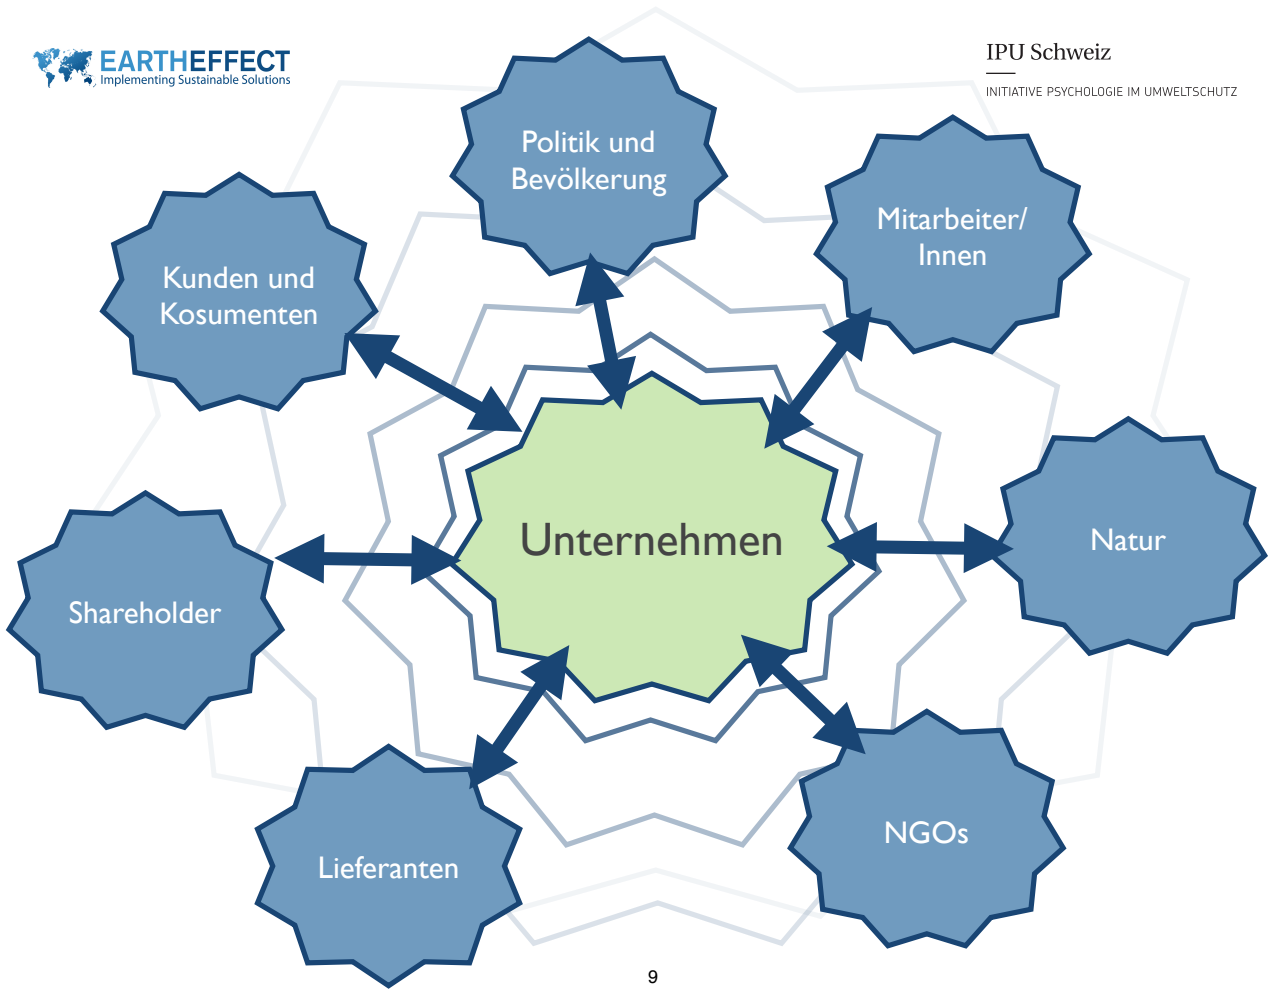 EARTHEFFECT
Implementing Sustainable Solutions
IPU Schweiz
INITIATIVE PSYCHOLOGIE IM UMWELTSCHUTZ
Politik und
Bevölkerung
Mitarbeiter/
Innen
Kunden und
Kosumenten
Unternehmen
Natur
Shareholder
NGOs
Lieferanten
9